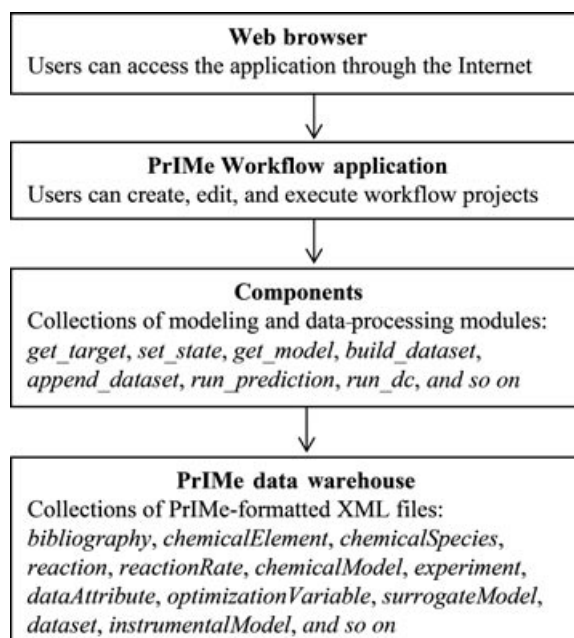 Web browser
Users can access the application through the Internet
PrIMe Workflow application
Users can create, edit, and execute workflow projects
Components
Collections of modeling and data-processing modules:
get_target, set_state, get_model, build_dataset,
append_dataset, run_prediction, run_dc, and so on
PrIMe data warehouse
Collections of PrIMe-formatted XML files:
bibliography, chemicalElement, chemicalSpecies,
reaction, reactionRate, chemicalModel, experiment,
dataAttribute, optimizationVariable, surrogateModel,
dataset, instrumentalModel, and so on